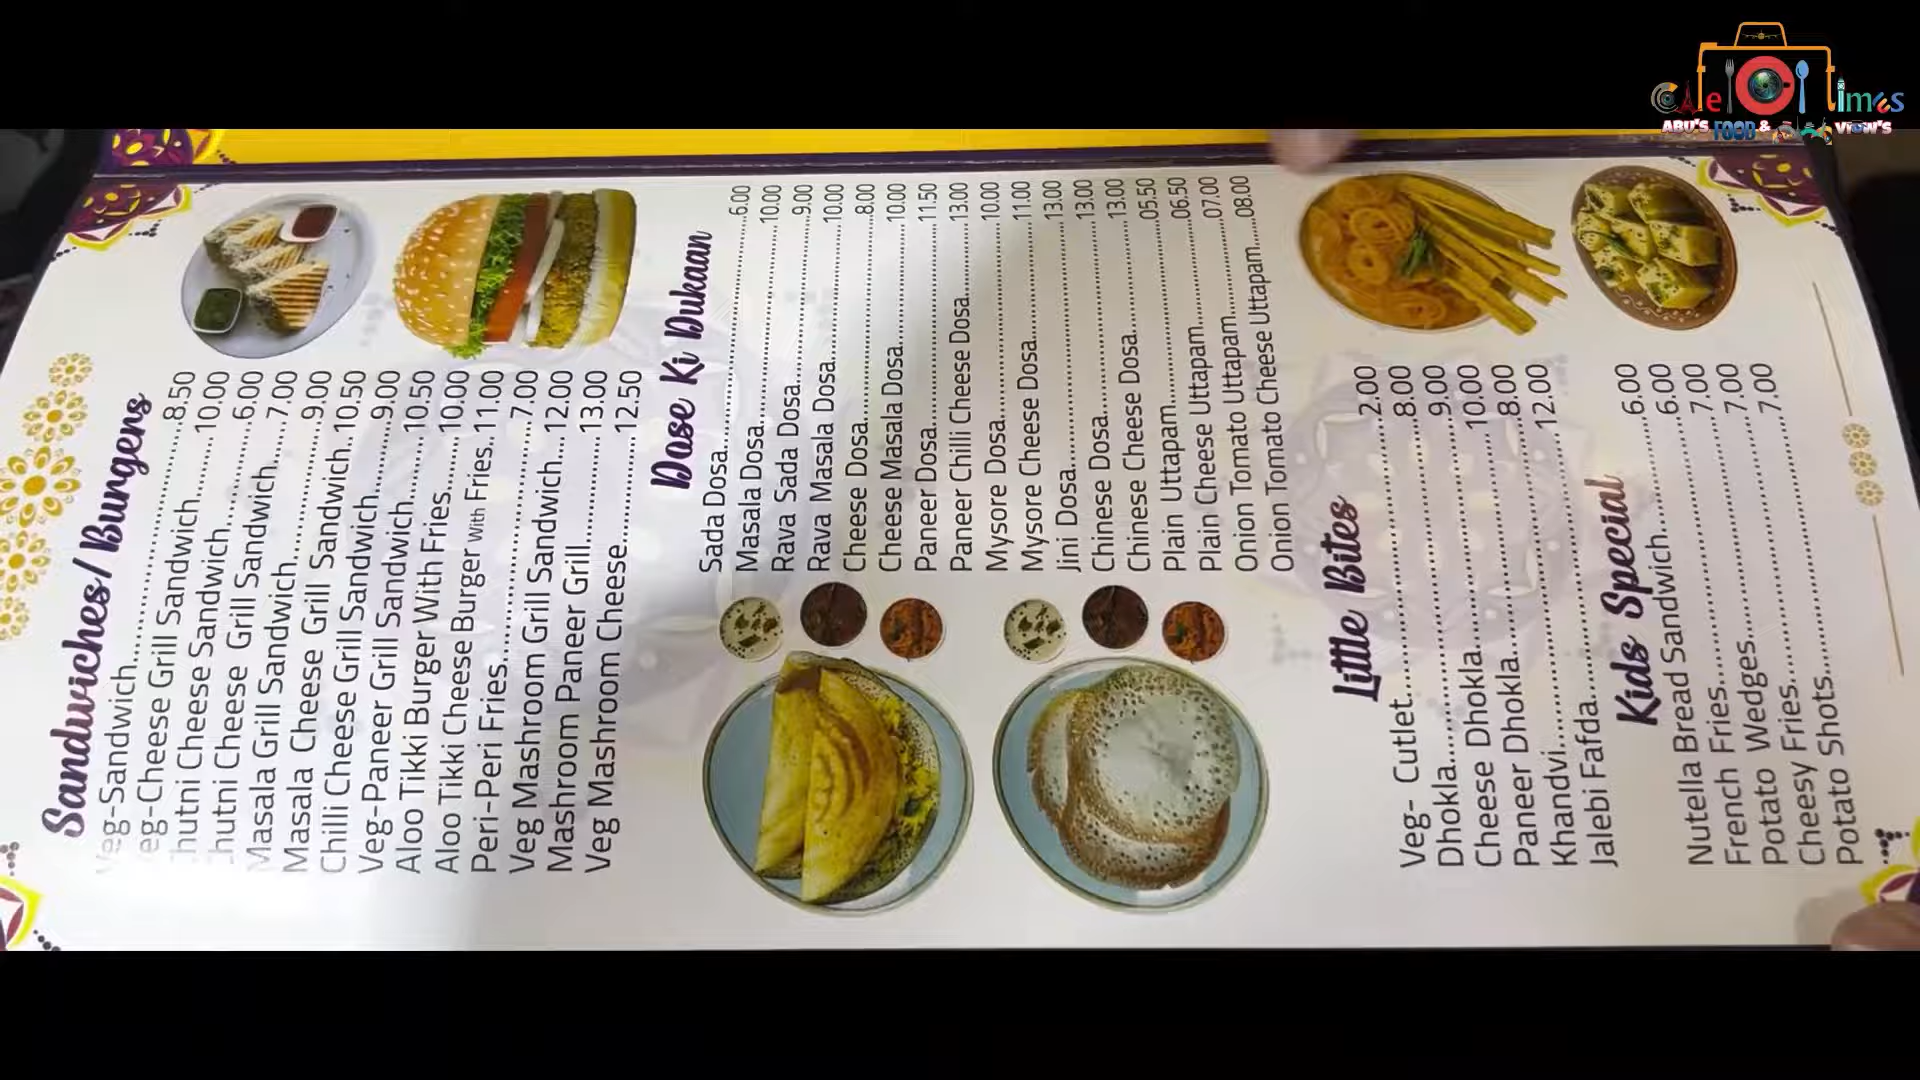 Sandwiches/ Burgers
Veg-Sandwich 8.50
Veg-Cheese Grill Sandwich 10.00
Chutni Cheese Sandwich 6.00
Chutni Cheese Grill Sandwich 7.00
Masala Grill Sandwich 9.00
Masala Cheese Grill Sandwich 10.50
Chilli Cheese Grill Sandwich 9.00
Veg-Paneer Grill Sandwich 10.50
Aloo Tikki Burger With Fries 10.00
Aloo Tikki Cheese Burger with Fries 11.00
Peri-Peri Fries 7.00
Veg Mashroom Grill Sandwich 12.00
Mashroom Paneer Grill 13.00
Veg Mashroom Cheese 12.50
Dose Ki Dukaan
Sada Dosa 6.00
Masala Dosa 10.00
Rava Sada Dosa 9.00
Rava Masala Dosa 10.00
Cheese Dosa 8.00
Cheese Masala Dosa 10.00
Paneer Dosa 11.50
Paneer Chilli Cheese Dosa 13.00
Mysore Dosa 10.00
Mysore Cheese Dosa 11.00
Jini Dosa 13.00
Chinese Dosa 13.00
Chinese Cheese Dosa 13.00
Plain Uttapam 05.50
Plain Cheese Uttapam 06.50
Onion Tomato Uttapam 07.00
Onion Tomato Cheese Uttapam 08.00
Little Bites
Veg- Cutlet 2.00
Dhokla 8.00
Cheese Dhokla 9.00
Paneer Dhokla 10.00
Khandvi 8.00
Jalebi Fafda 12.00
Kids Special
Nutella Bread Sandwich 6.00
French Fries 6.00
Potato Wedges 7.00
Cheesy Fries 7.00
Potato Shots 7.00
CAfe Times
ABU'S FOOD & VIEW'S